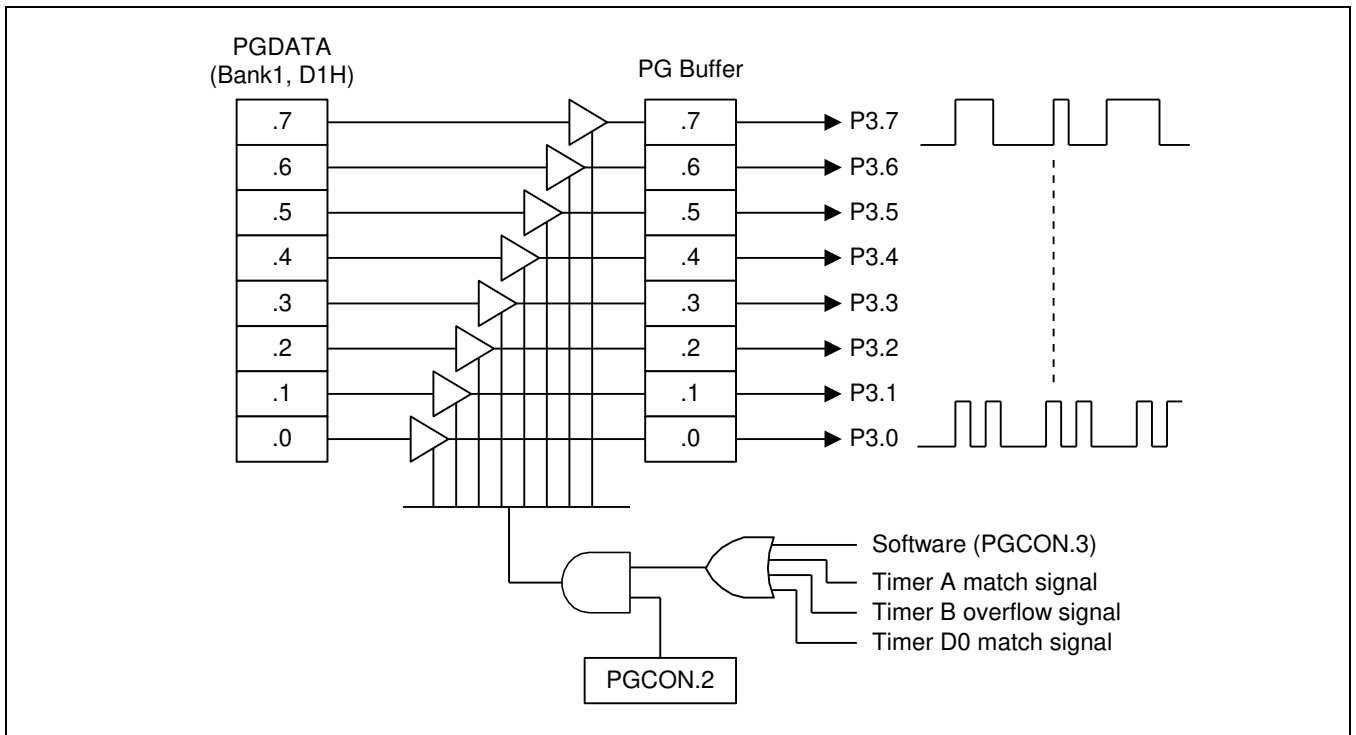 PGDATA
(Bank1, D1H)
PG Buffer
.7
.7
P3.7
.6
.6
P3.6
.5
.5
P3.5
.4
.4
P3.4
.3
.3
P3.3
.2
.2
P3.2
.1
.1
P3.1
.0
.0
P3.0
Software (PGCON.3)
Timer A match signal
Timer B overflow signal
Timer D0 match signal
PGCON.2